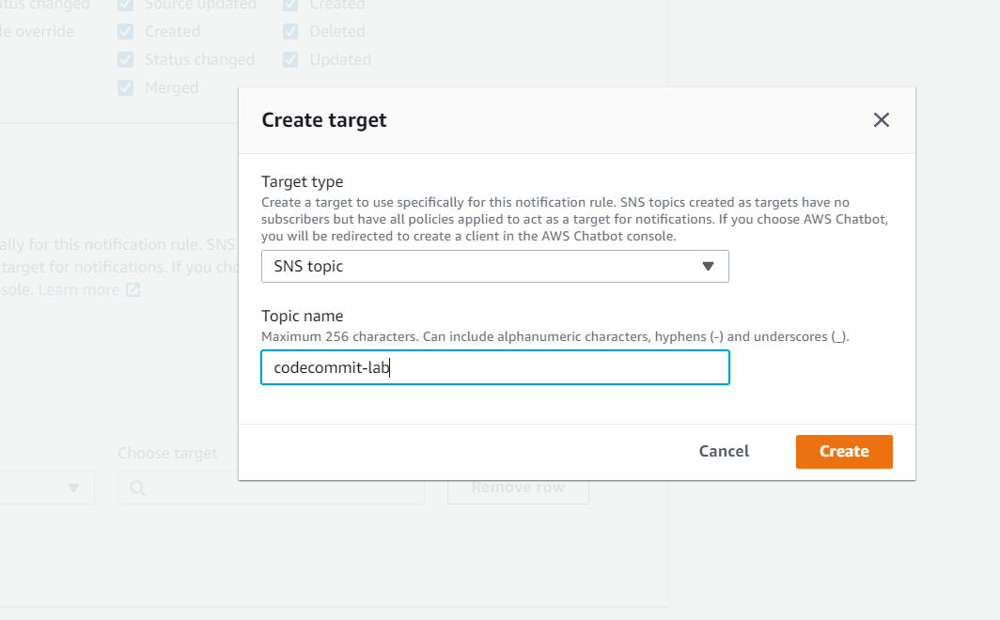 tus changed
Source updated
Created
le override
Created
Deleted
Status changed
Updated
Merged
Create target
Target type
Create a target to use specifically for this notification rule. SNS topics created as targets have no
subscribers but have all policies applied to act as a target for notifications. If you choose AWS Chatbot,
you will be redirected to create a client in the AWS Chatbot console.
SNS topic
Topic name
Maximum 256 characters. Can include alphanumeric characters, hyphens (-) and underscores (_).
codecommit-lab
Cancel
Create
ally for this notification rule. SNS
target for notifications. If you cho
sole. Learn more
Choose target
Remove row